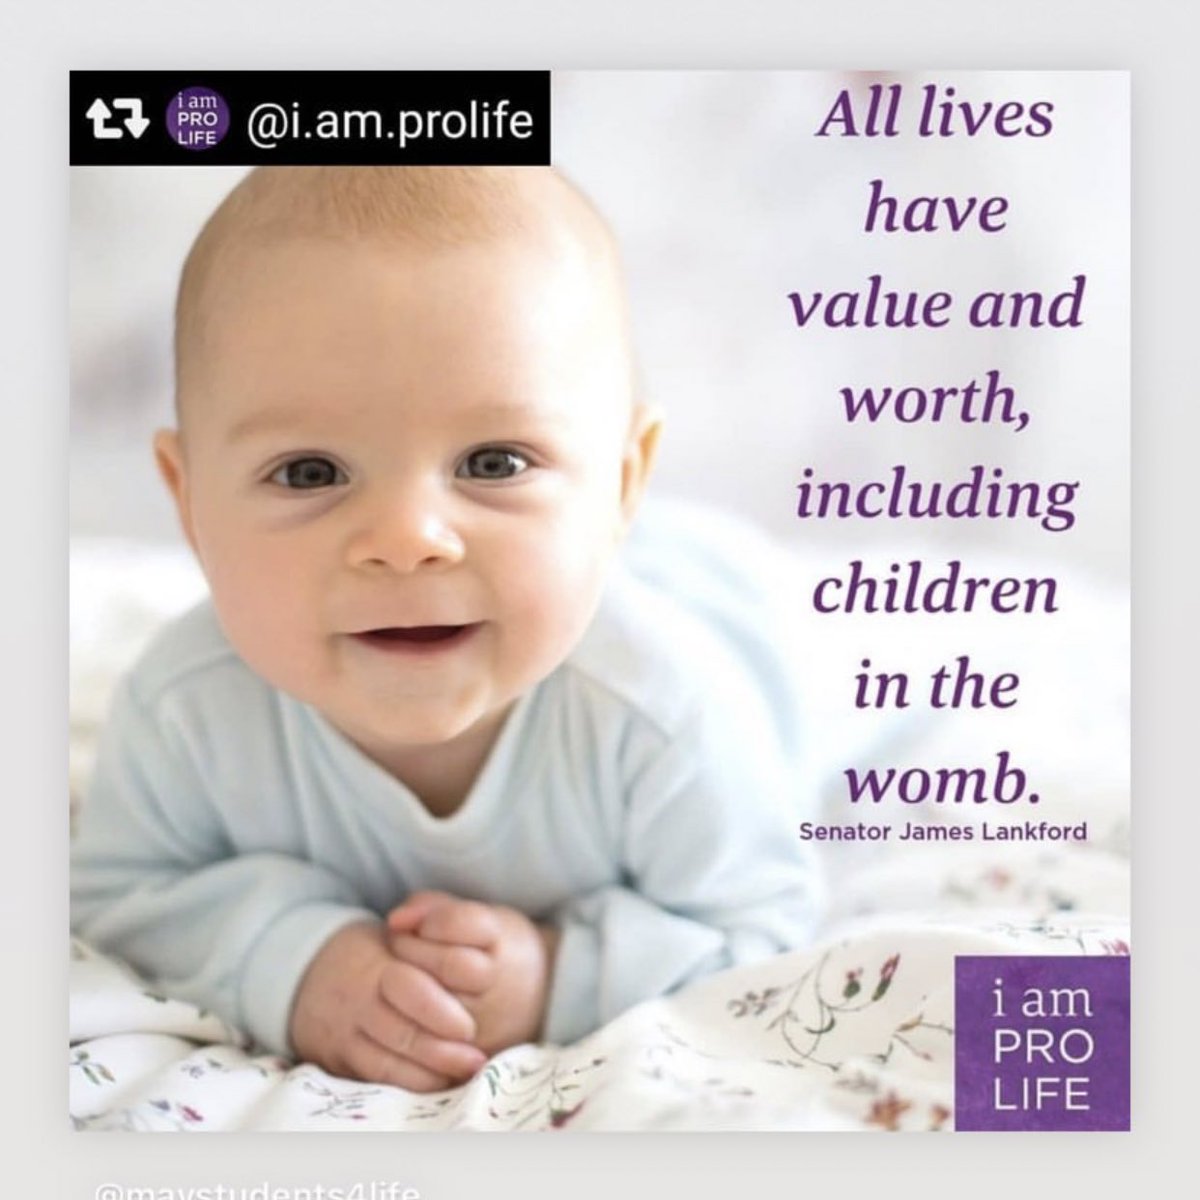 i am
PRO
LIFE
@i.am.prolife
All lives
have
value and
worth,
including
children
in the
womb.
Senator James Lankford
i am
PRO
LIFE
@mavstudents4life